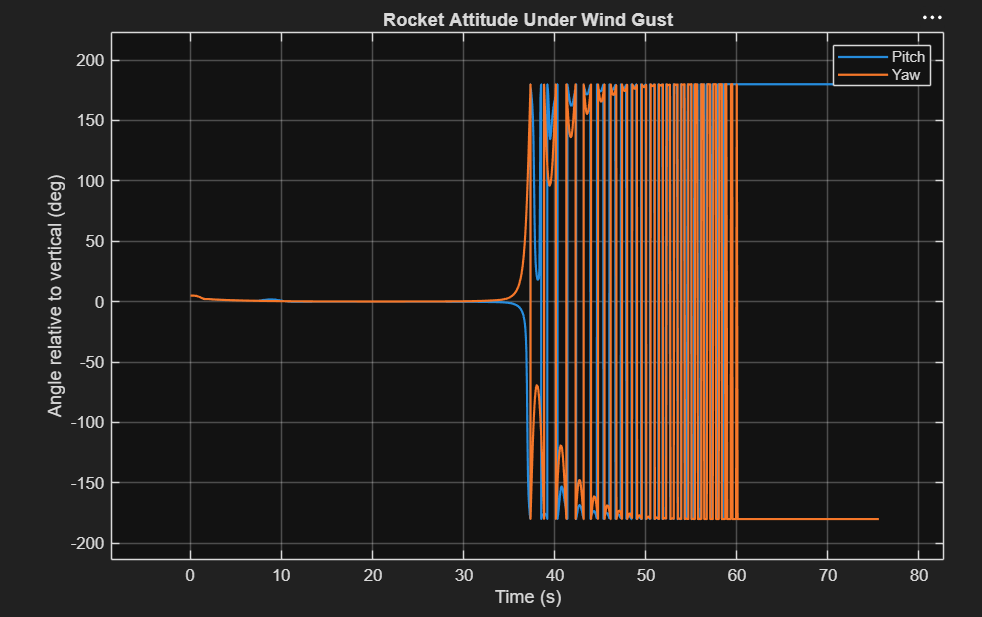 Rocket Attitude Under Wind Gust
Pitch
Yaw
Angle relative to vertical (deg)
200
150
100
50
0
-50
-100
-150
-200
0 10 20 30 40 50 60 70 80
Time (s)